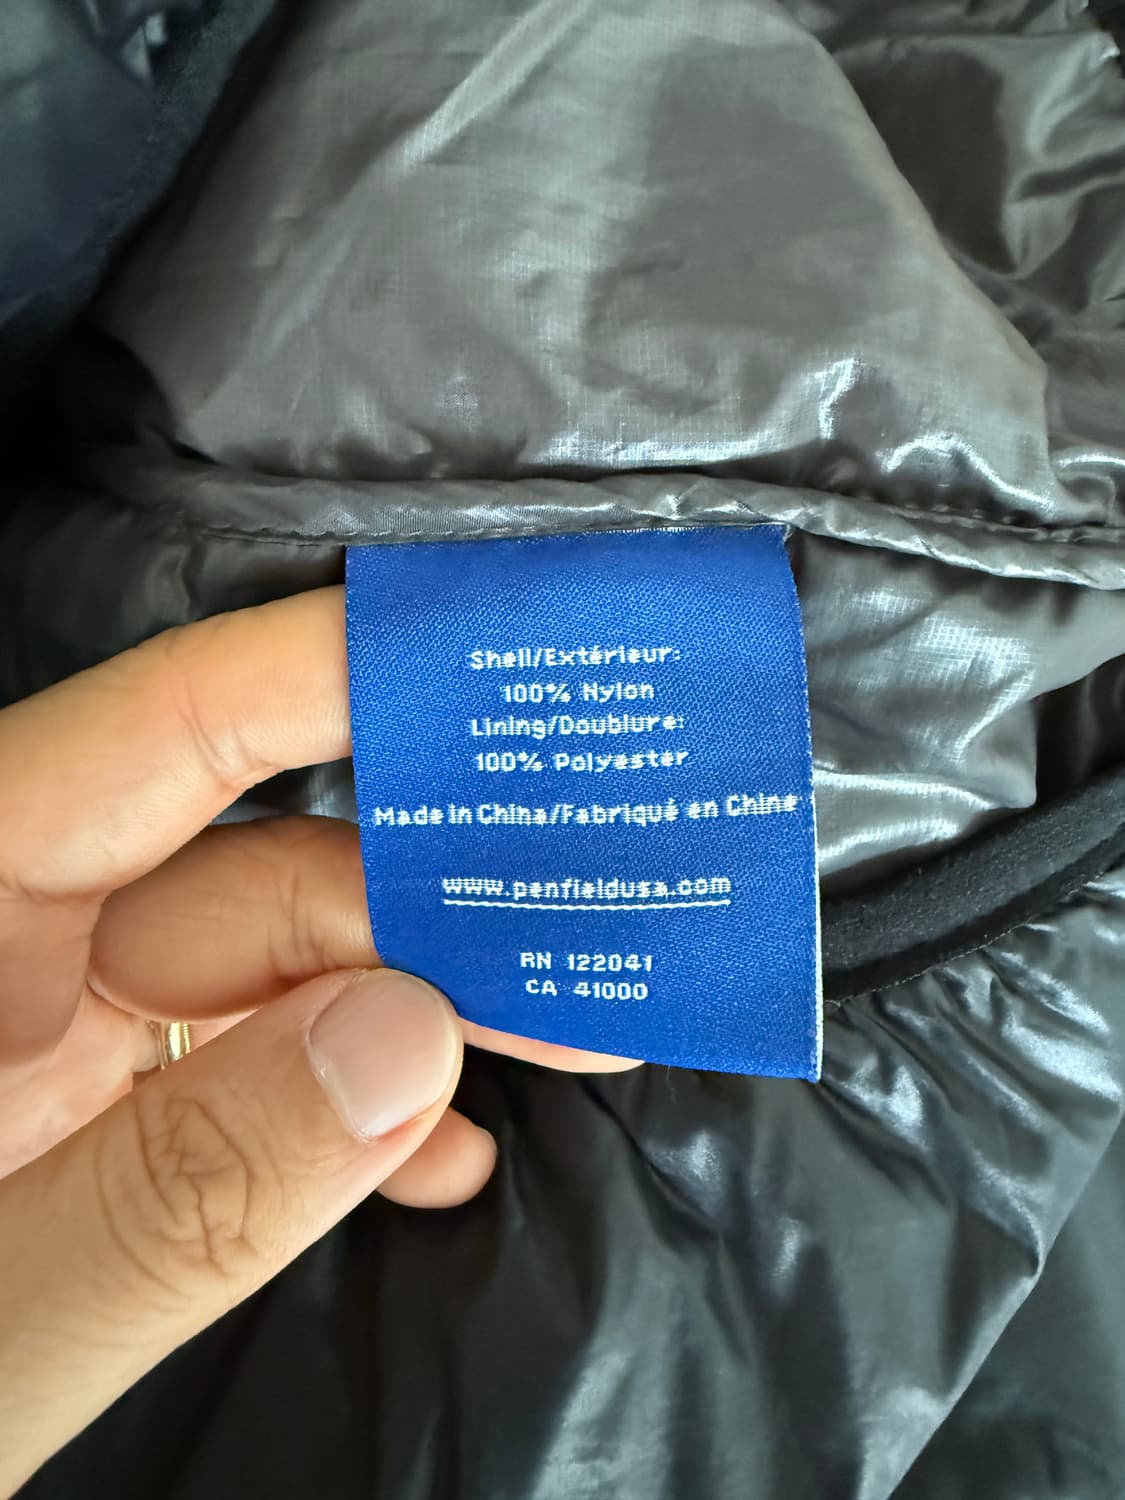 Shell/Extérieur:
100% Nylon
Lining/Doublure:
100% Polyester
Made in China/Fabriqué en Chine
www.penfieldusa.com
RN 122041
CA 41000